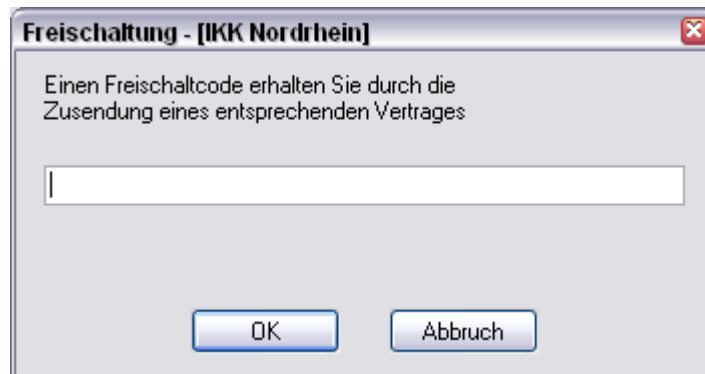 Freischaltung - [IKK Nordrhein]
Einen Freischaltcode erhalten Sie durch die
Zusendung eines entsprechenden Vertrages
OK
Abbruch